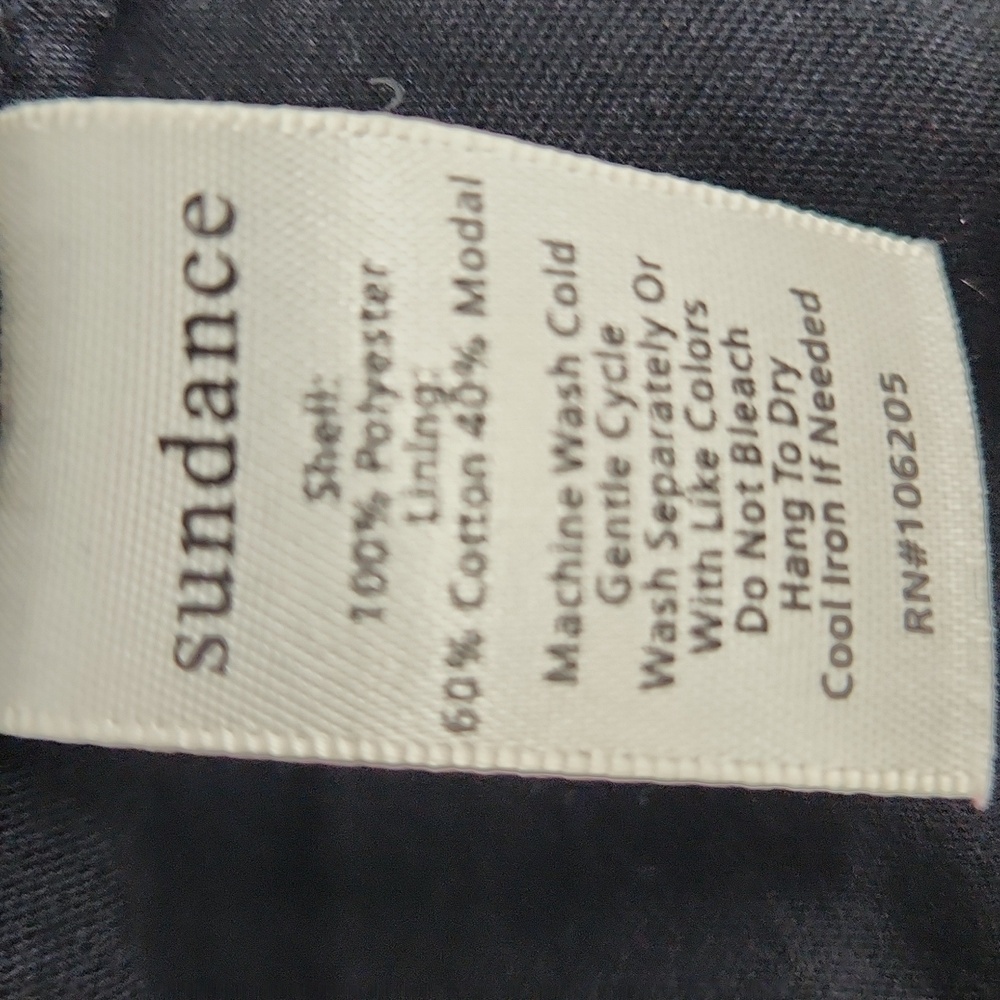 sundance
Shell:
100% Polyester
Lining:
60% Cotton 40% Modal
Machine Wash Cold
Gentle Cycle
Wash Separately Or
With Like Colors
Do Not Bleach
Hang To Dry
Cool Iron If Needed
RN#106205